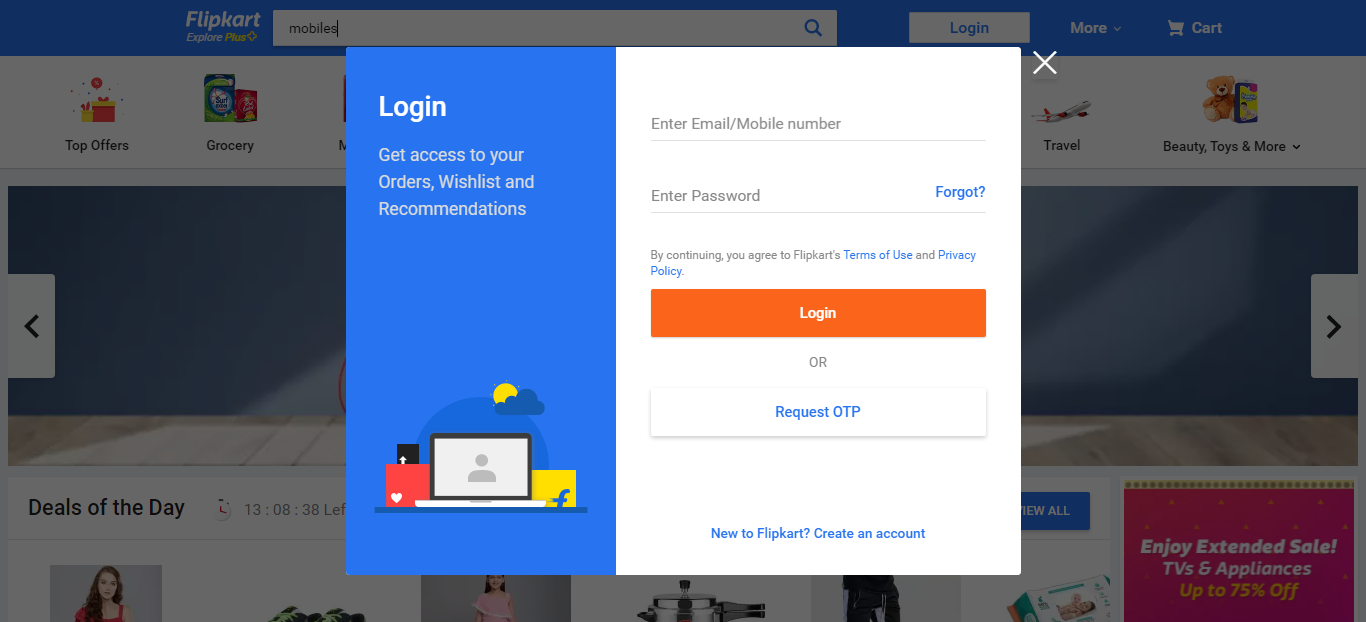 Flipkart
Explore Plus
mobiles
Login
More
Cart
Top Offers
Grocery
M
Travel
Beauty, Toys & More
Login
Get access to your
Orders, Wishlist and
Recommendations
Enter Email/Mobile number
Enter Password
Forgot?
By continuing, you agree to Flipkart's Terms of Use and Privacy
Policy.
Login
OR
Request OTP
New to Flipkart? Create an account
Deals of the Day
13 : 08 : 38 Lef
VIEW ALL
Enjoy Extended Sale!
TVs & Appliances
Up to 75% Off